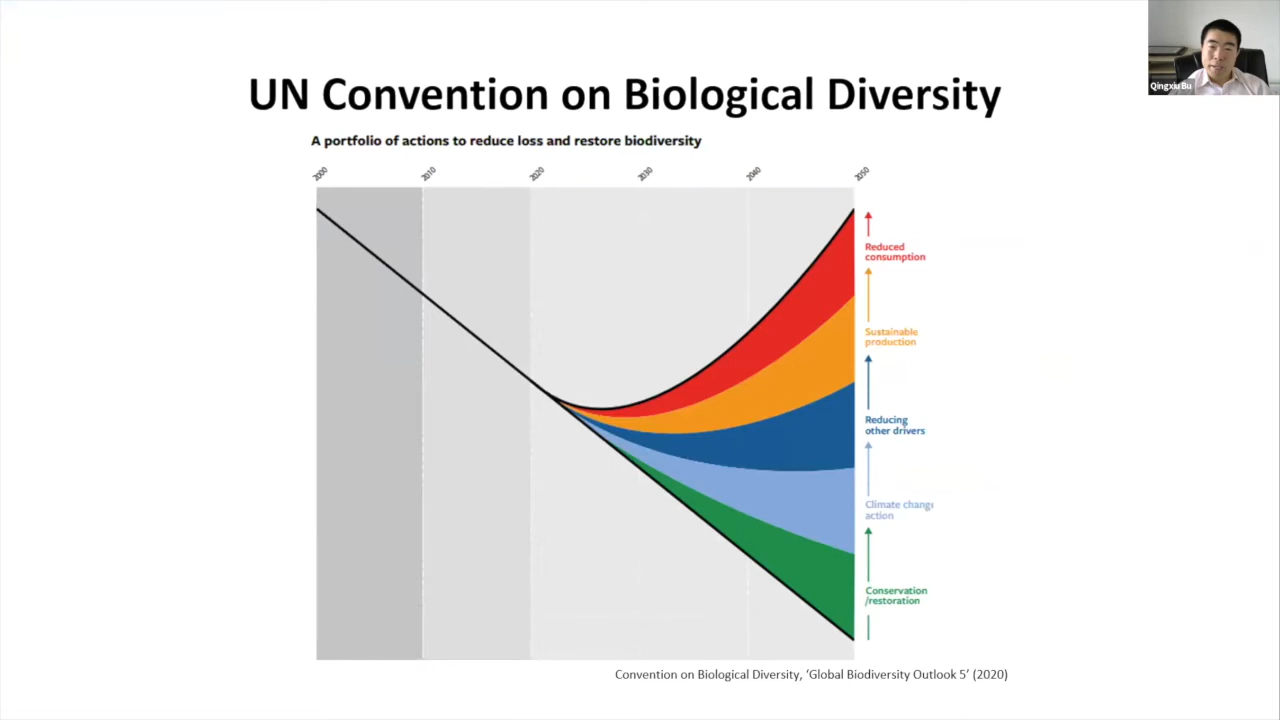 UN Convention on Biological Diversity
Qingxiu Bu
A portfolio of actions to reduce loss and restore biodiversity
2000
2010
2020
2030
2040
2050
Reduced
consumption
Sustainable
production
Reducing
other drivers
Climate change
action
Conservation
/restoration
Convention on Biological Diversity, ‘Global Biodiversity Outlook 5’ (2020)